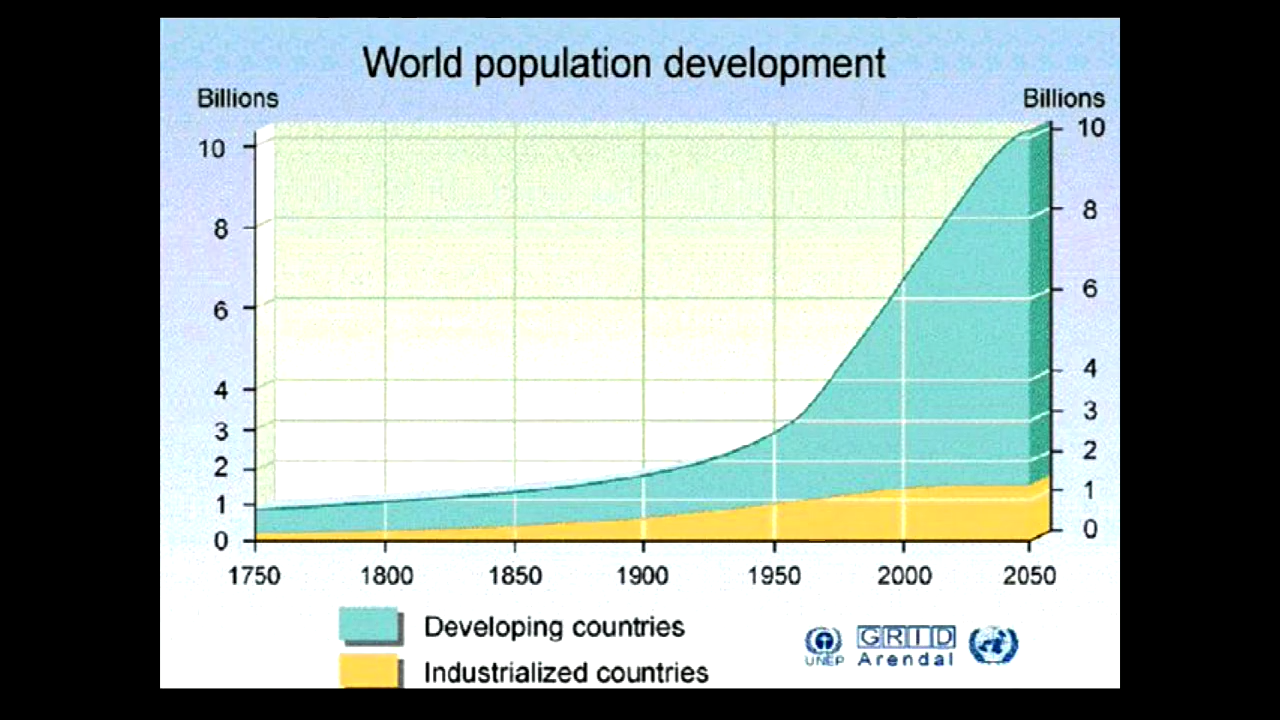 World population development
Billions
Billions
10
10
8
8
6
6
4
4
3
3
2
2
1
1
0
0
1750 1800 1850 1900 1950 2000 2050
Developing countries
Industrialized countries
UNEP
GRID
Arendal